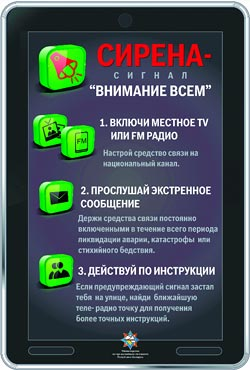 СИРЕНА-
СИГНАЛ
“ВНИМАНИЕ ВСЕМ”
1. ВКЛЮЧИ МЕСТНОЕ TV
ИЛИ FM РАДИО
FM
Настрой средство связи на
национальный канал.
2. ПРОСЛУШАЙ ЭКСТРЕННОЕ
СООБЩЕНИЕ
Держи средства связи постоянно
включенными в течение всего периода
ликвидации аварии, катастрофы или
стихийного бедствия.
3. ДЕЙСТВУЙ ПО ИНСТРУКЦИИ
Если предупреждающий сигнал застал
тебя на улице, найди ближайшую
теле- радио точку для получения
более точных инструкций.